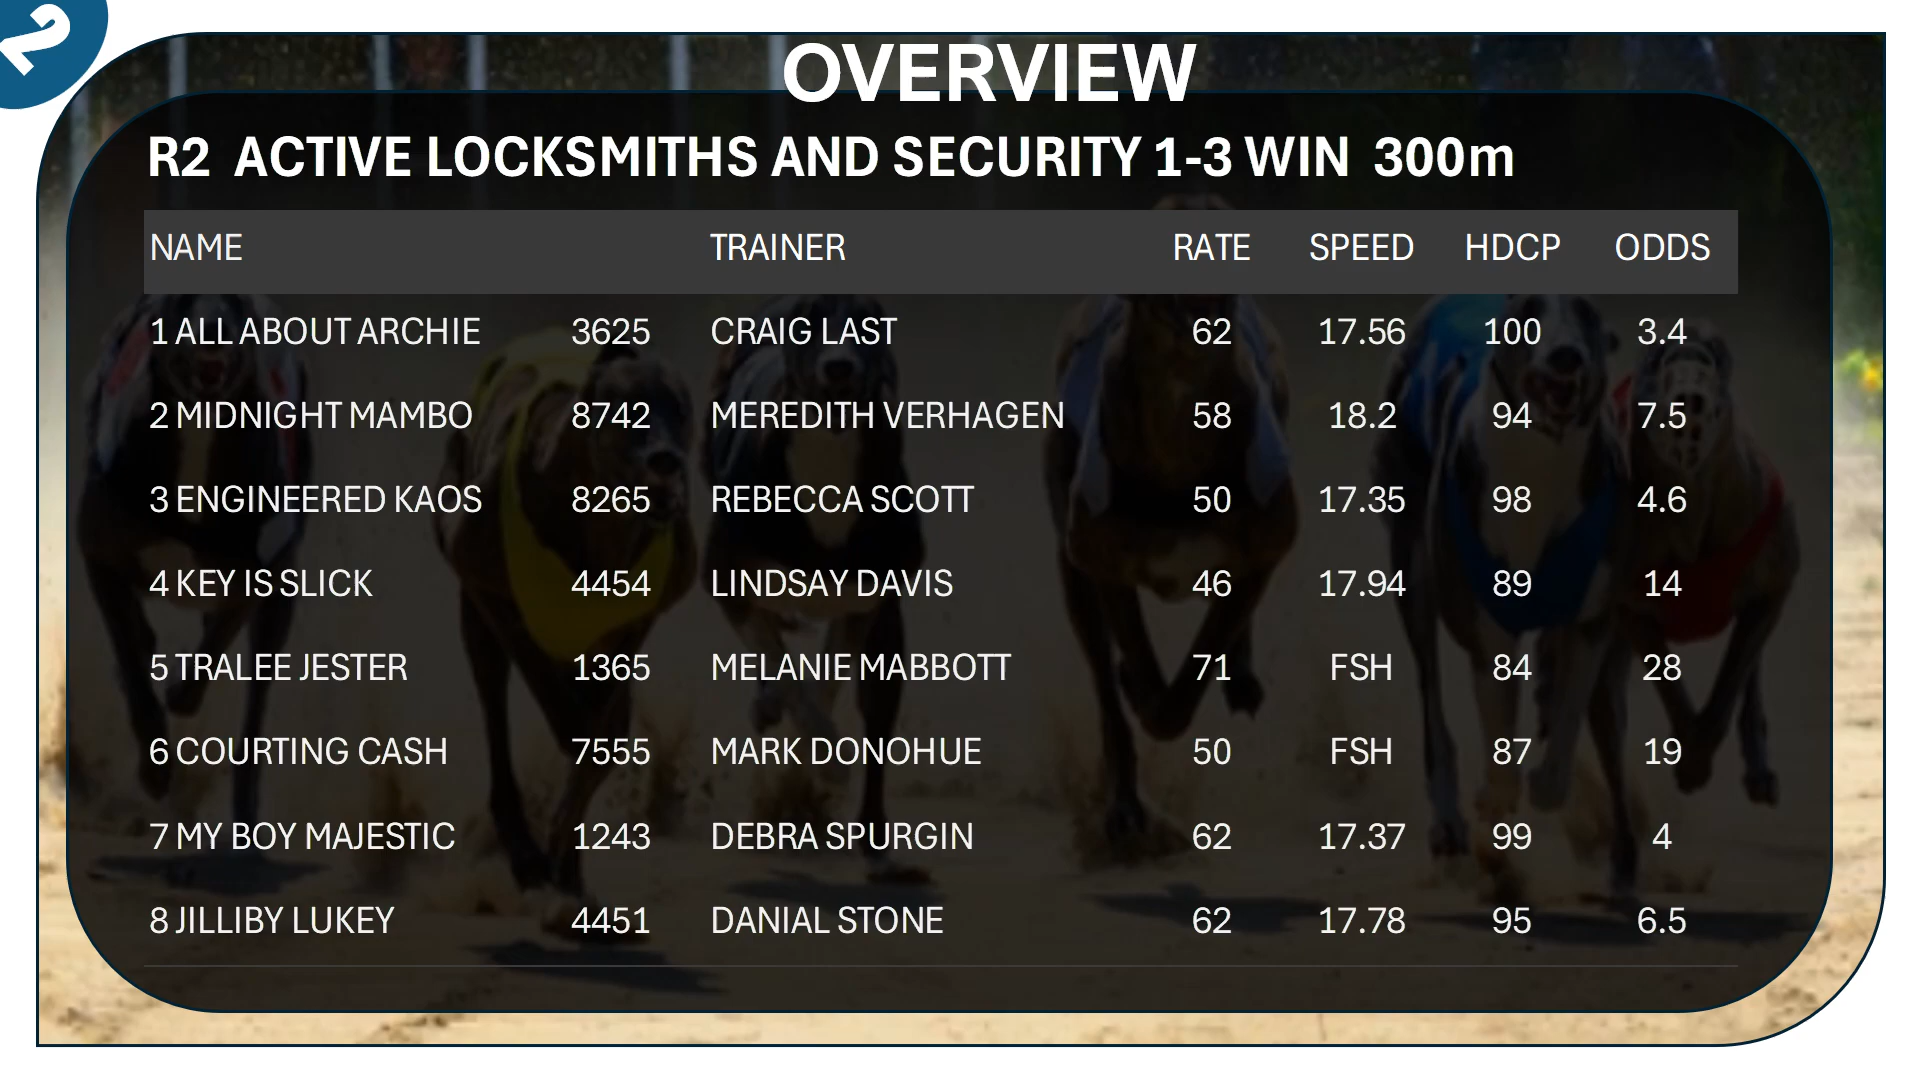 2
OVERVIEW
R2 ACTIVE LOCKSMITHS AND SECURITY 1-3 WIN 300m
NAME TRAINER RATE SPEED HDCP ODDS
1 ALL ABOUT ARCHIE 3625 CRAIG LAST 62 17.56 100 3.4
2 MIDNIGHT MAMBO 8742 MEREDITH VERHAGEN 58 18.2 94 7.5
3 ENGINEERED KAOS 8265 REBECCA SCOTT 50 17.35 98 4.6
4 KEY IS SLICK 4454 LINDSAY DAVIS 46 17.94 89 14
5 TRALEE JESTER 1365 MELANIE MABBOTT 71 FSH 84 28
6 COURTING CASH 7555 MARK DONOHUE 50 FSH 87 19
7 MY BOY MAJESTIC 1243 DEBRA SPURGIN 62 17.37 99 4
8 JILLIBY LUKEY 4451 DANIAL STONE 62 17.78 95 6.5